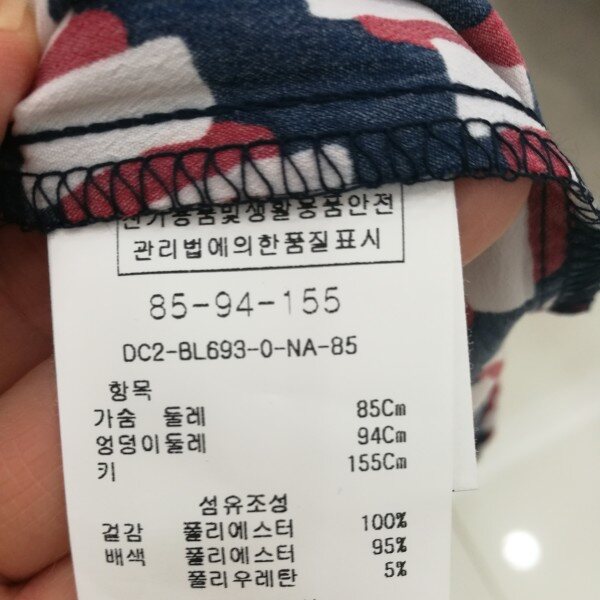 전기용품및생활용품안전
관리법에의한품질표시
85-94-155
DC2-BL693-0-NA-85
항목
가슴 둘레 85Cm
엉덩이둘레 94Cm
키 155Cm
섬유조성
겉감 폴리에스터 100%
배색 폴리에스터 95%
폴리우레탄 5%